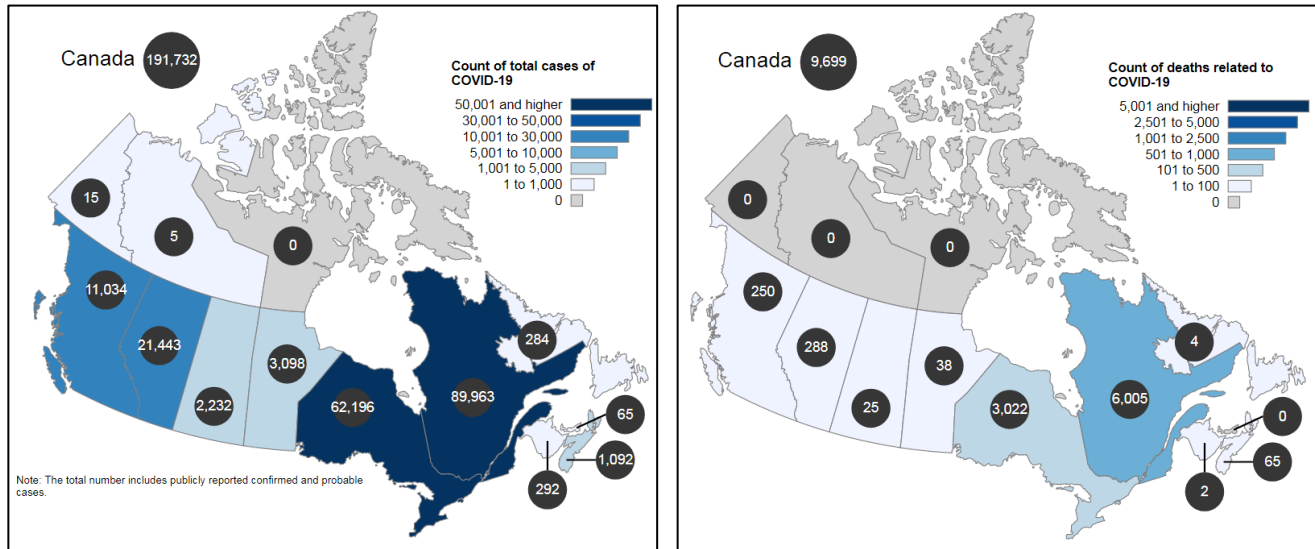 Canada 191,732
Count of total cases of
COVID-19
50,001 and higher
30,001 to 50,000
10,001 to 30,000
5,001 to 10,000
1,001 to 5,000
1 to 1,000
0
15
5
0
11,034
21,443
2,232
3,098
62,196
89,963
284
65
1,092
292
Note: The total number includes publicly reported confirmed and probable
cases.
Canada 9,699
Count of deaths related to
COVID-19
5,001 and higher
2,501 to 5,000
1,001 to 2,500
501 to 1,000
101 to 500
1 to 100
0
0
0
0
250
288
25
38
3,022
6,005
4
0
65
2